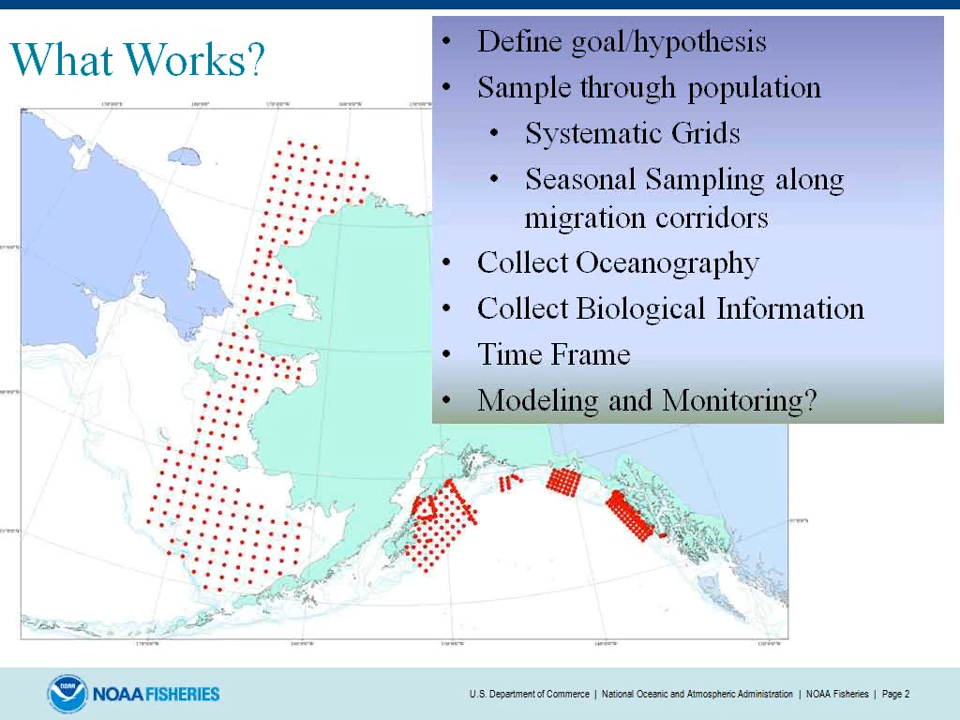 What Works?
• Define goal/hypothesis
• Sample through population
• Systematic Grids
• Seasonal Sampling along
migration corridors
• Collect Oceanography
• Collect Biological Information
• Time Frame
• Modeling and Monitoring?
NOAA FISHERIES
U.S. Department of Commerce | National Oceanic and Atmospheric Administration | NOAA Fisheries | Page 2